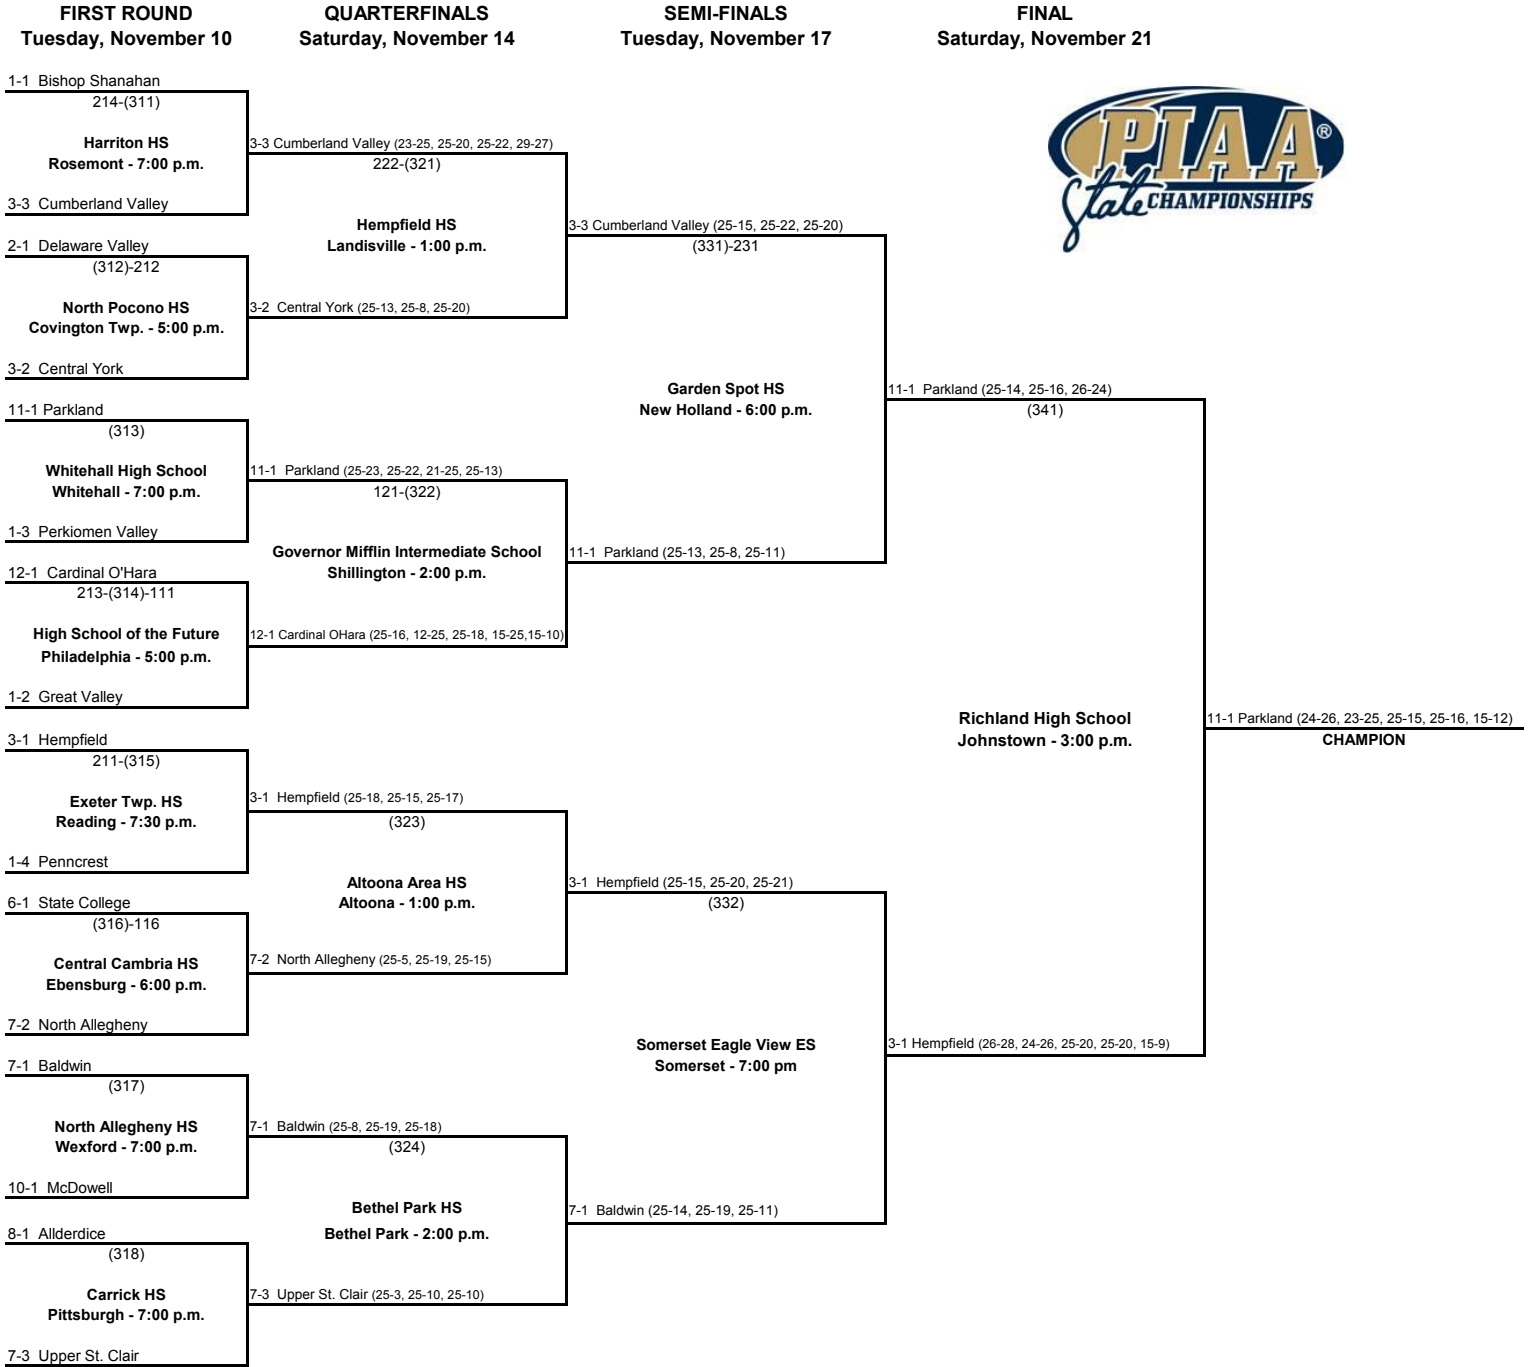 FIRST ROUND
Tuesday, November 10
QUARTERFINALS
Saturday, November 14
SEMI-FINALS
Tuesday, November 17
FINAL
Saturday, November 21
PIAA®
State CHAMPIONSHIPS
1-1 Bishop Shanahan
214-(311)
Harriton HS
Rosemont - 7:00 p.m.
3-3 Cumberland Valley
2-1 Delaware Valley
(312)-212
North Pocono HS
Covington Twp. - 5:00 p.m.
3-2 Central York
11-1 Parkland
(313)
Whitehall High School
Whitehall - 7:00 p.m.
1-3 Perkiomen Valley
12-1 Cardinal O'Hara
213-(314)-111
High School of the Future
Philadelphia - 5:00 p.m.
1-2 Great Valley
3-1 Hempfield
211-(315)
Exeter Twp. HS
Reading - 7:30 p.m.
1-4 Penncrest
6-1 State College
(316)-116
Central Cambria HS
Ebensburg - 6:00 p.m.
7-2 North Allegheny
7-1 Baldwin
(317)
North Allegheny HS
Wexford - 7:00 p.m.
10-1 McDowell
8-1 Allderdice
(318)
Carrick HS
Pittsburgh - 7:00 p.m.
7-3 Upper St. Clair
3-3 Cumberland Valley (23-25, 25-20, 25-22, 29-27)
222-(321)
Hempfield HS
Landisville - 1:00 p.m.
3-2 Central York (25-13, 25-8, 25-20)
11-1 Parkland (25-23, 25-22, 21-25, 25-13)
121-(322)
Governor Mifflin Intermediate School
Shillington - 2:00 p.m.
12-1 Cardinal OHara (25-16, 12-25, 25-18, 15-25,15-10)
3-1 Hempfield (25-18, 25-15, 25-17)
(323)
Altoona Area HS
Altoona - 1:00 p.m.
7-2 North Allegheny (25-5, 25-19, 25-15)
7-1 Baldwin (25-8, 25-19, 25-18)
(324)
Bethel Park HS
Bethel Park - 2:00 p.m.
7-3 Upper St. Clair (25-3, 25-10, 25-10)
3-3 Cumberland Valley (25-15, 25-22, 25-20)
(331)-231
Garden Spot HS
New Holland - 6:00 p.m.
11-1 Parkland (25-13, 25-8, 25-11)
3-1 Hempfield (25-15, 25-20, 25-21)
(332)
Somerset Eagle View ES
Somerset - 7:00 pm
7-1 Baldwin (25-14, 25-19, 25-11)
11-1 Parkland (25-14, 25-16, 26-24)
(341)
Richland High School
Johnstown - 3:00 p.m.
3-1 Hempfield (26-28, 24-26, 25-20, 25-20, 15-9)
11-1 Parkland (24-26, 23-25, 25-15, 25-16, 15-12)
CHAMPION